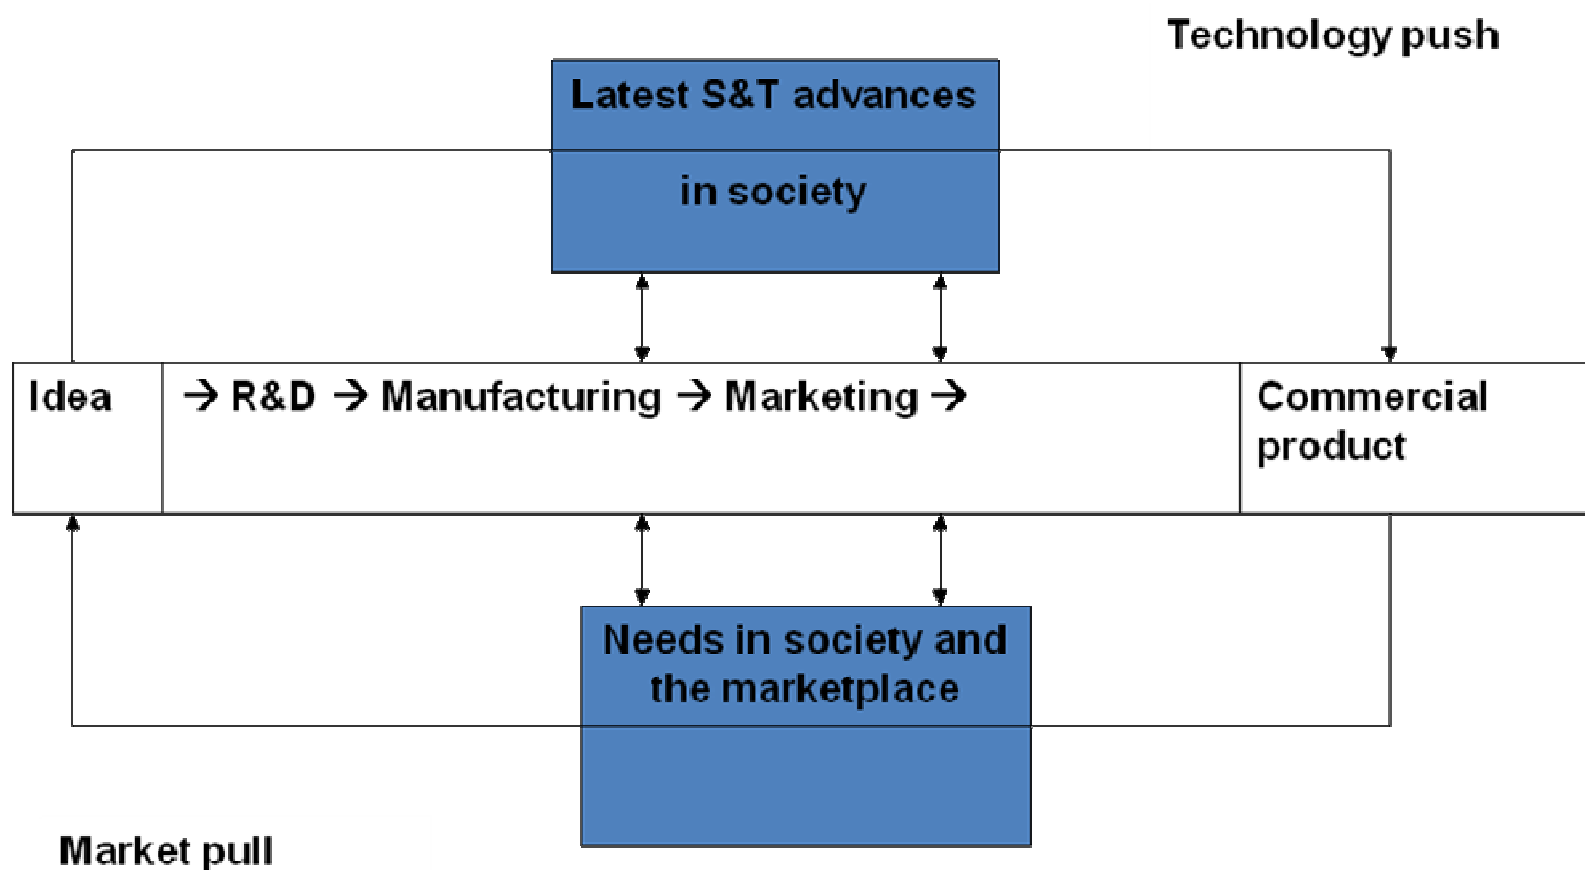 Technology push
Latest S&T advances
in society
Idea
→ R&D → Manufacturing → Marketing →
Commercial
product
Needs in society and
the marketplace
Market pull